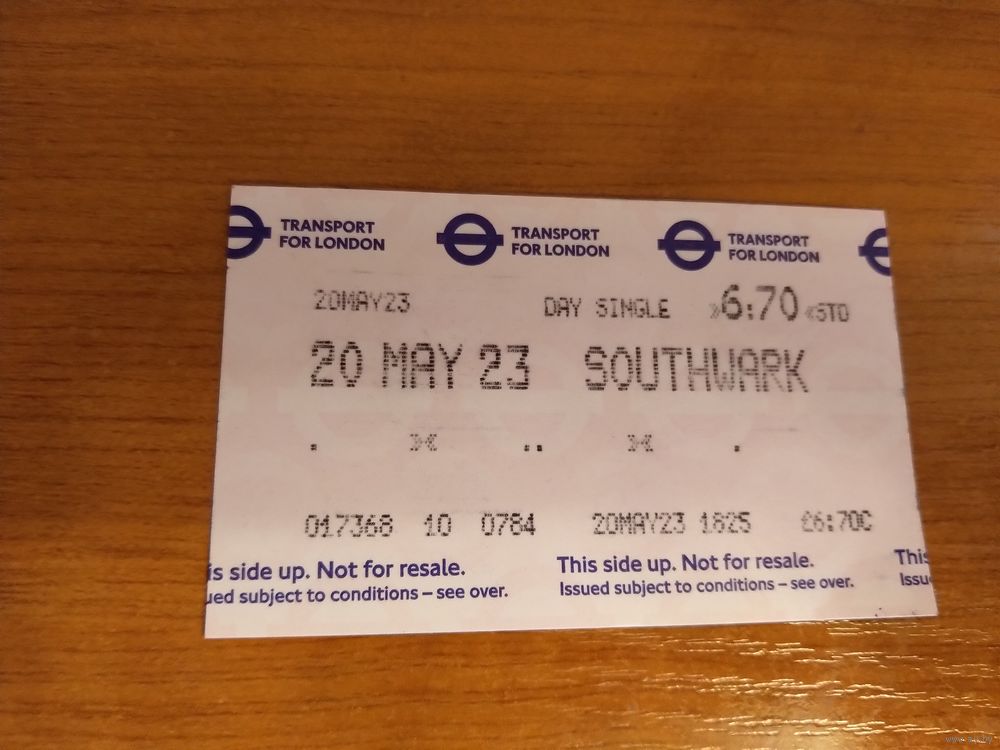 TRANSPORT FOR LONDON
TRANSPORT FOR LONDON
TRANSPORT FOR LONDON
20MAY23 DAY SINGLE »6:70«STD
20 MAY 23 SOUTHWARK
017368 10 0784 20MAY23 1825 £6:70C
is side up. Not for resale. This side up. Not for resale. This
ued subject to conditions – see over. Issued subject to conditions – see over. Issu